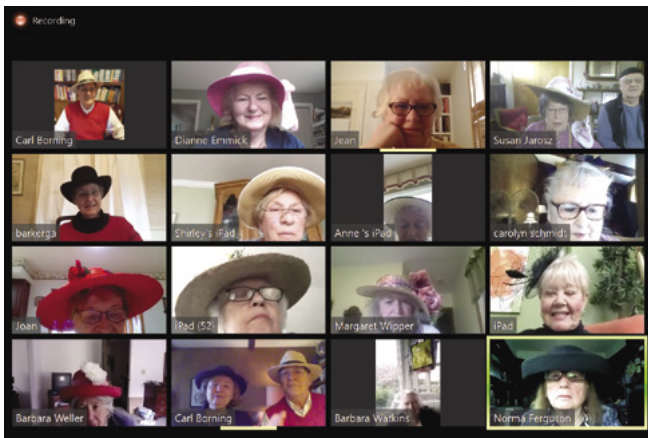 Recording
Carl Borning
Dianne Emmick
Jean
Susan Jarosz
barkerga
Shirley's iPad
Anne 's iPad
carolyn schmidt
Joan
iPad (52)
Margaret Wipper
iPad
Barbara Weller
Carl Borning
Barbara Watkins
Norma Ferguson